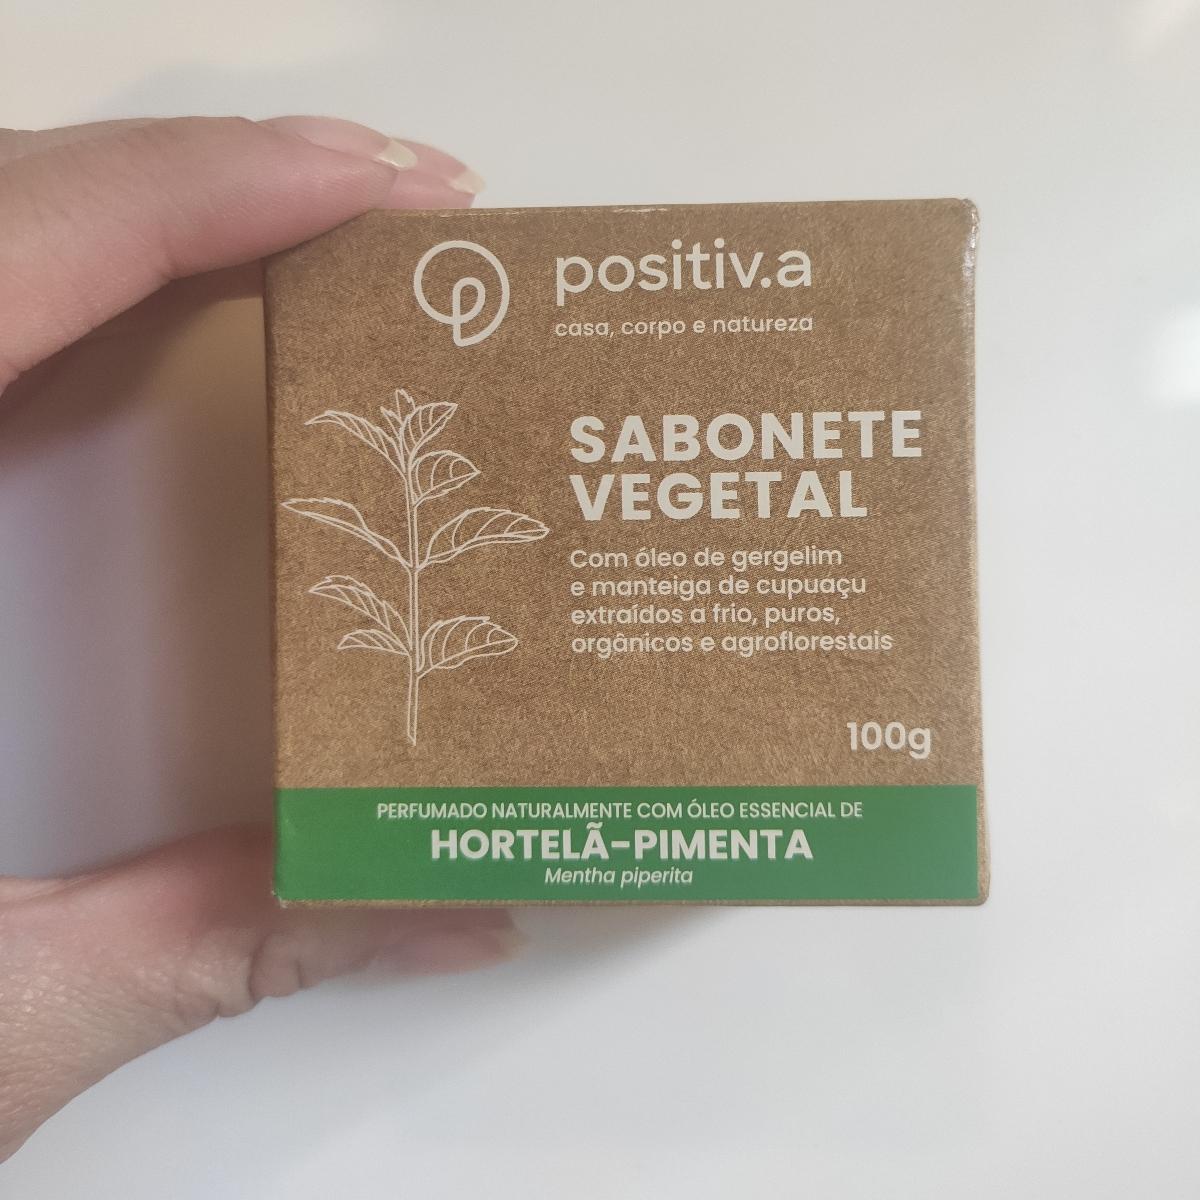 positiv.a
casa, corpo e natureza
SABONETE
VEGETAL
Com óleo de gergelim
e manteiga de cupuaçu
extraídos a frio, puros,
orgânicos e agroflorestais
100g
PERFUMADO NATURALMENTE COM ÓLEO ESSENCIAL DE
HORTELÃ-PIMENTA
Mentha piperita